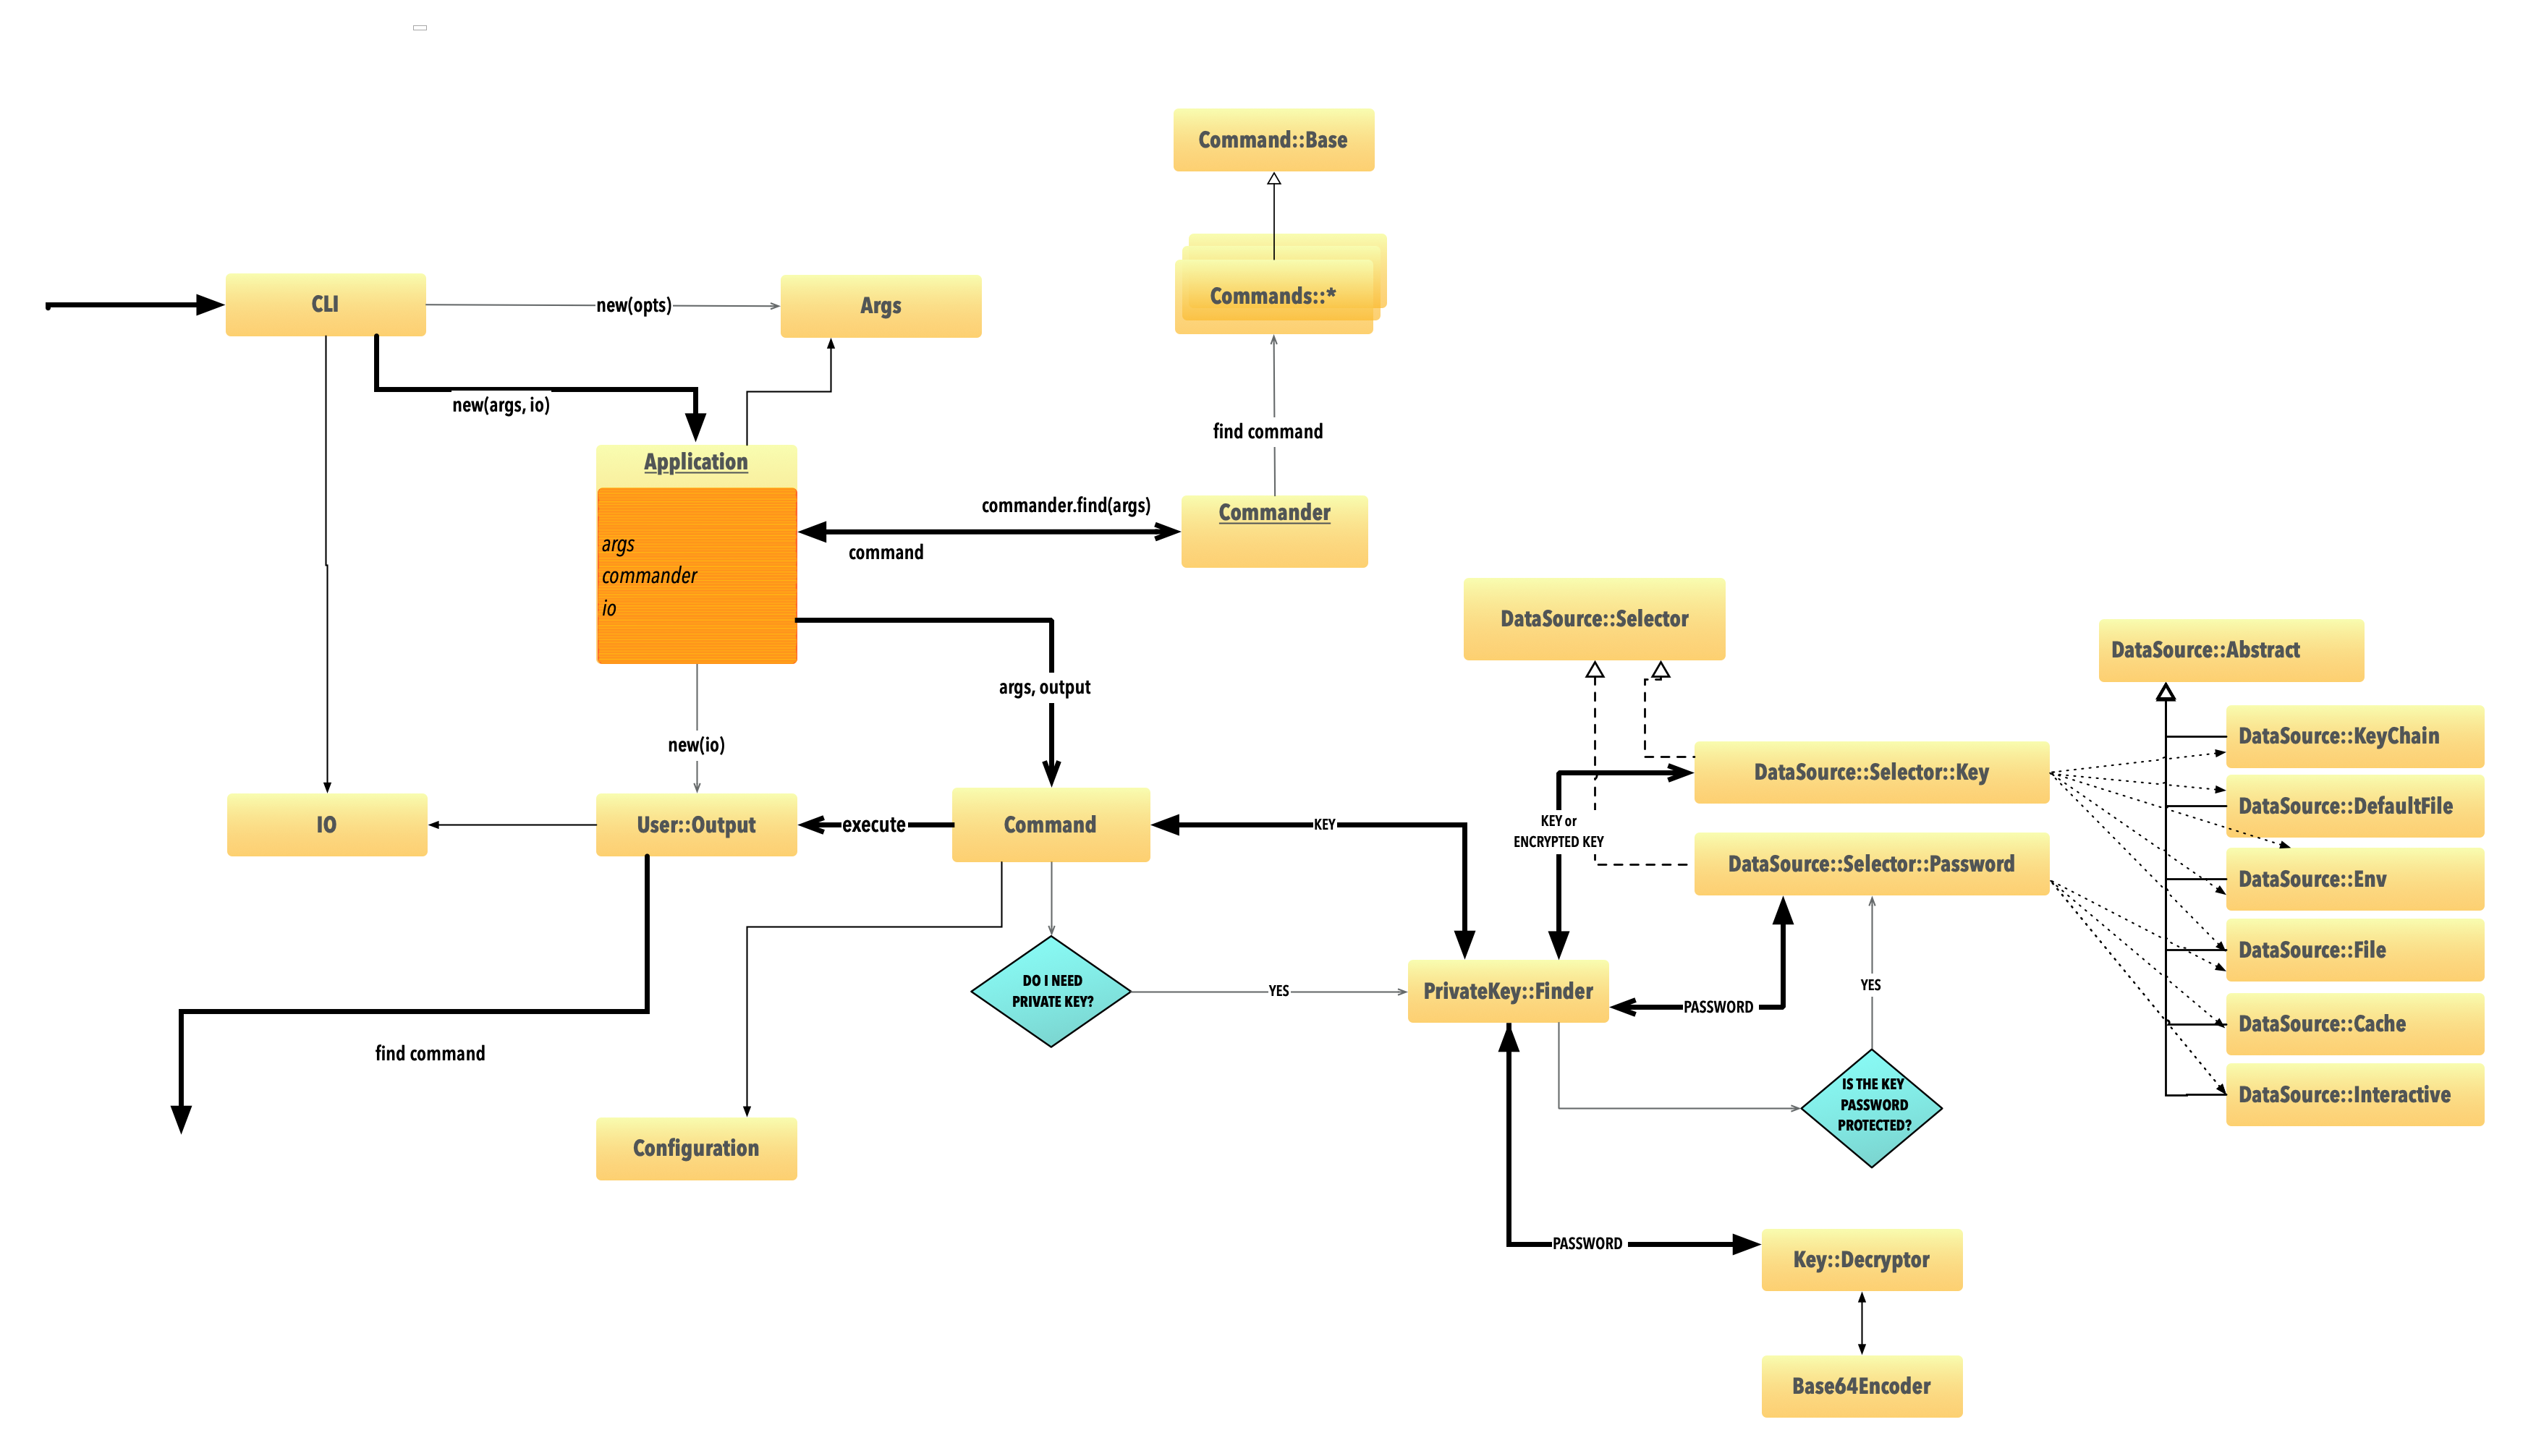 Command::Base
Commands::*
CLI
new(opts)
Args
new(args, io)
find command
Application
args
commander
io
commander.find(args)
command
Commander
args, output
new(io)
DataSource::Selector
DataSource::Abstract
DataSource::KeyChain
DataSource::Selector::Key
DataSource::DefaultFile
IO
User::Output
execute
Command
KEY
KEY or
ENCRYPTED KEY
DataSource::Selector::Password
DataSource::Env
DataSource::File
DO I NEED
PRIVATE KEY?
YES
PrivateKey::Finder
PASSWORD
YES
DataSource::Cache
find command
IS THE KEY
PASSWORD
PROTECTED?
DataSource::Interactive
Configuration
PASSWORD
Key::Decryptor
Base64Encoder